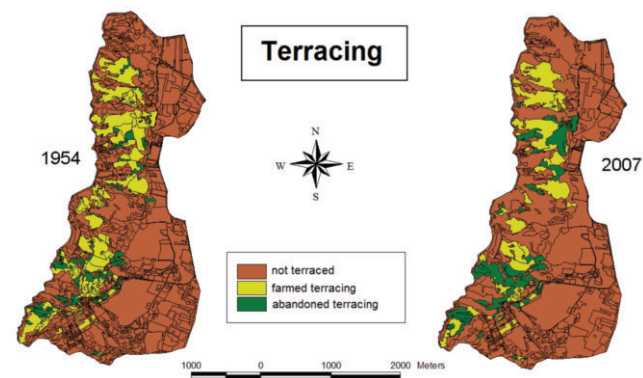 Terracing
1954
N
W E
S
2007
not terraced
farmed terracing
abandoned terracing
1000 0 1000 2000 Meters